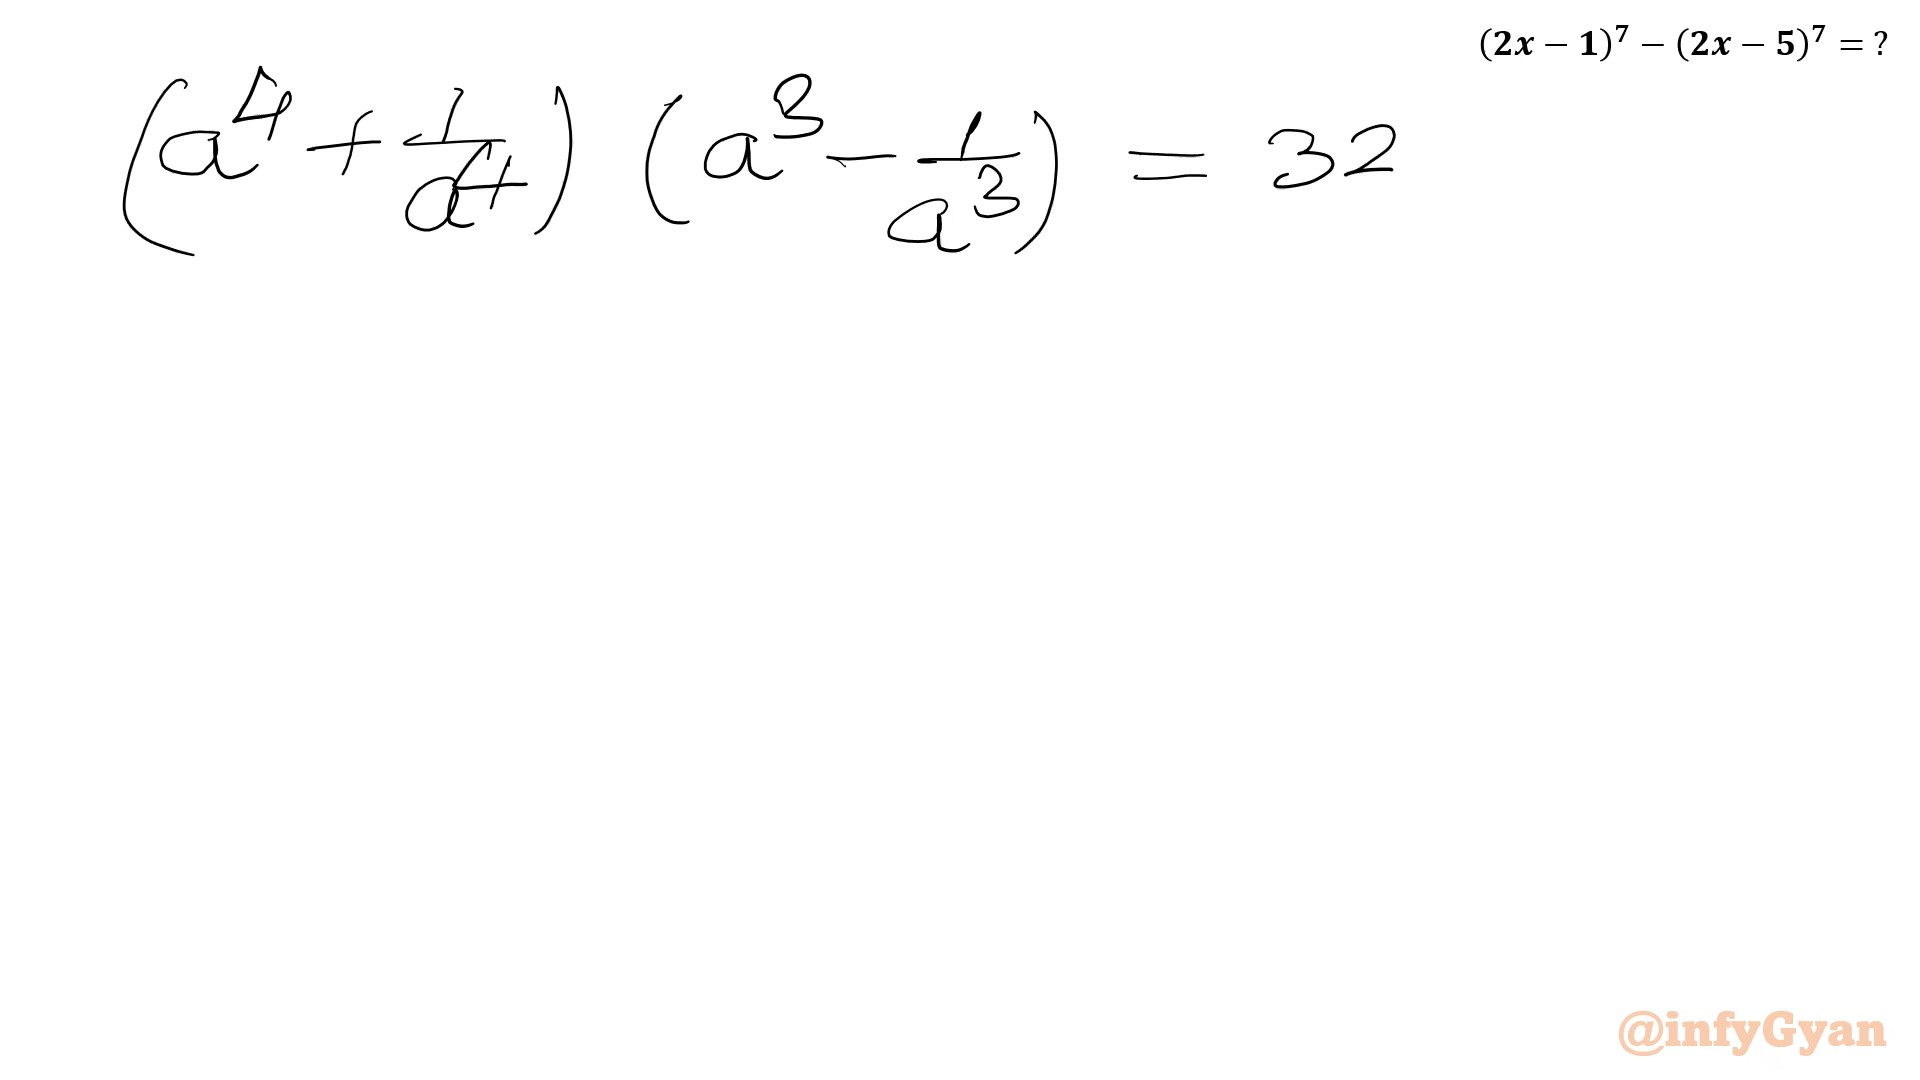 (2x − 1)⁷ − (2x − 5)⁷ = ?
(a⁴ + 1/a⁴) (a³ − 1/a³) = 32
@infyGyan